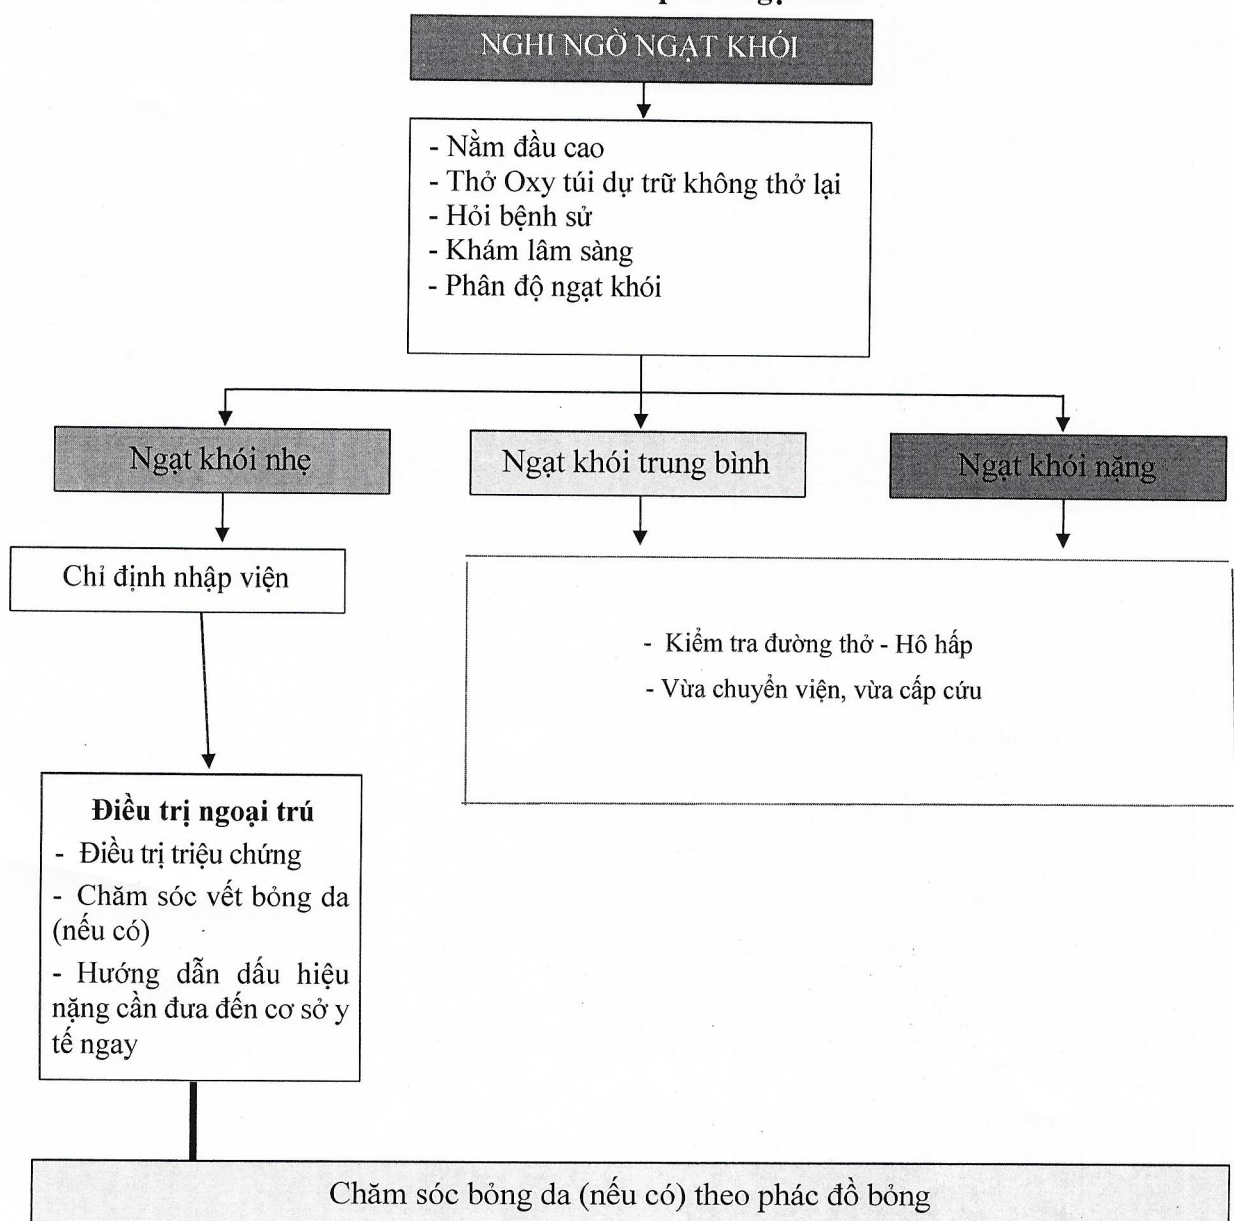 NGHI NGỜ NGẠT KHÓI
- Nằm đầu cao
- Thở Oxy túi dự trữ không thở lại
- Hỏi bệnh sử
- Khám lâm sàng
- Phân độ ngạt khói
Ngạt khói nhẹ
Ngạt khói trung bình
Ngạt khói nặng
Chỉ định nhập viện
- Kiểm tra đường thở - Hô hấp
- Vừa chuyển viện, vừa cấp cứu
Điều trị ngoại trú
- Điều trị triệu chứng
- Chăm sóc vết bỏng da
(nếu có)
- Hướng dẫn dấu hiệu
nặng cần đưa đến cơ sở y
tế ngay
Chăm sóc bỏng da (nếu có) theo phác đồ bỏng